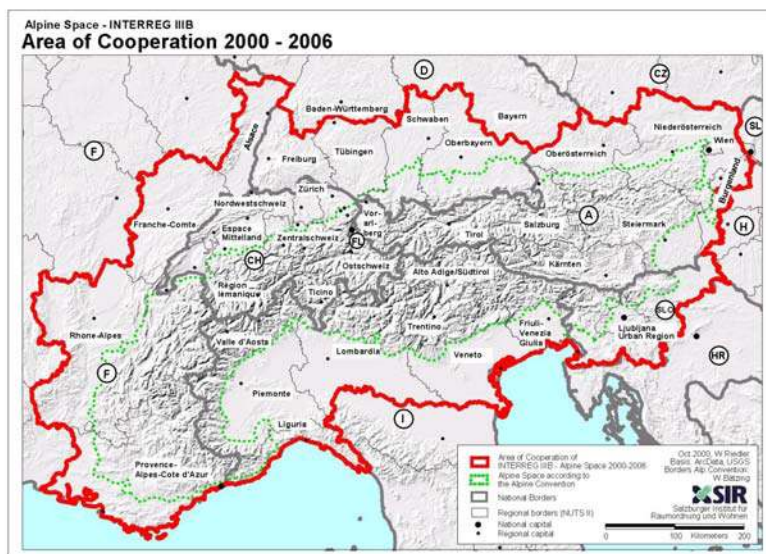 Alpine Space - INTERREG IIIB
Area of Cooperation 2000 - 2006
D
CZ
Baden-Württemberg
Schwaben
Bayern
F
Alsace
Niederösterreich
SL
Tübingen
Oberbayern
Oberösterreich
Wien
Freiburg
Burgenland
Zürich
Nordwestschweiz
Franche-Comte
Espace
Mittelland
Vor-
arl-
berg
A
Salzburg
Steiermark
H
Zentralschweiz
FL
Tirol
CH
Ostschweiz
Kärnten
Région
lémanique
Alto Adige/Südtirol
Ticino
SLO
Rhone-Alpes
Valle d'Aosta
Trentino
Friuli-
Venezia
Giulia
Ljubljana
Urban Region
Lombardia
Veneto
HR
F
Piemonte
I
Liguria
Provence-
Alpes-Cote d'Azur
Area of Cooperation of
INTERREG IIIB - Alpine Space 2000-2006
Alpine Space according to
the Alpine Convention
National Borders
Regional borders (NUTS II)
National capital
Regional capital
Oct.2000, W.Riedler
Basis: ArcData, USGS
Borders Alp.Convention:
W.Bätzing
SIR
Salzburger Institut für
Raumordnung und Wohnen
0 100 Kilometers 200